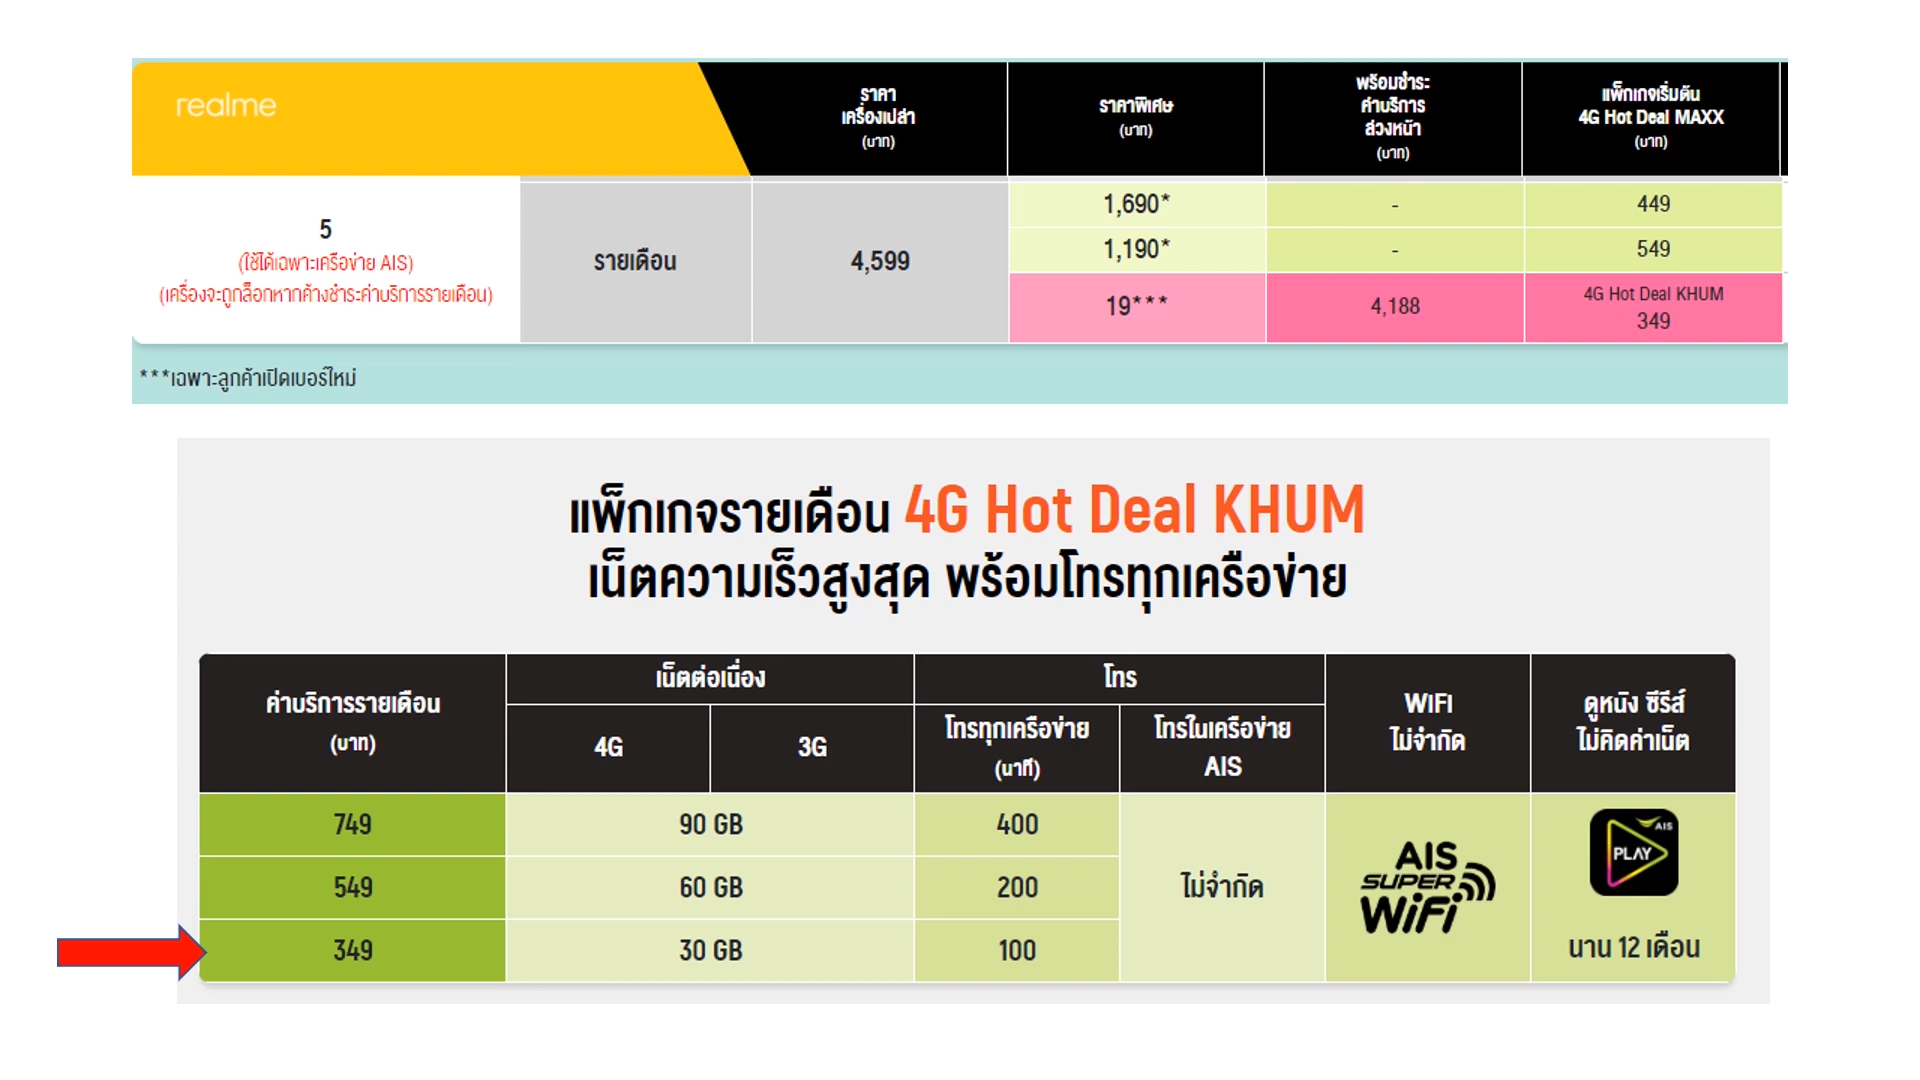 realme
ราคา
เครื่องเปล่า
(บาท)
ราคาพิเศษ
(บาท)
พร้อมชำระ
ค่าบริการ
ล่วงหน้า
(บาท)
แพ็กเกจเริ่มต้น
4G Hot Deal MAXX
(บาท)
5
(ใช้ได้เฉพาะเครือข่าย AIS)
(เครื่องจะถูกล็อกหากค้างชำระค่าบริการรายเดือน)
รายเดือน
4,599
1,690*
-
449
1,190*
-
549
19***
4,188
4G Hot Deal KHUM
349
***เฉพาะลูกค้าเปิดเบอร์ใหม่
แพ็กเกจรายเดือน 4G Hot Deal KHUM
เน็ตความเร็วสูงสุด พร้อมโทรทุกเครือข่าย
ค่าบริการรายเดือน
(บาท)
เน็ตต่อเนื่อง
4G
3G
โทร
โทรทุกเครือข่าย
(นาที)
โทรในเครือข่าย
AIS
WIFI
ไม่จำกัด
ดูหนัง ซีรีส์
ไม่คิดค่าเน็ต
749
90 GB
400
549
60 GB
200
349
30 GB
100
ไม่จำกัด
AIS
SUPER
WiFi
AIS
PLAY
นาน 12 เดือน